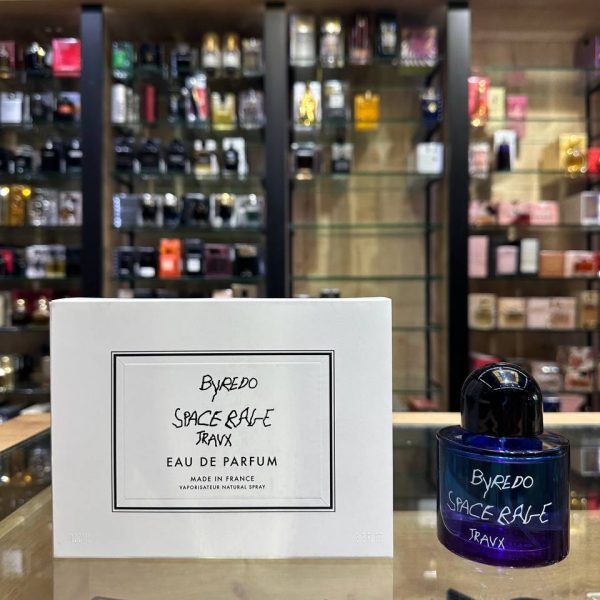 BYREDO
SPACE RAGE
TRAVX
EAU DE PARFUM
MADE IN FRANCE
VAPORISATEUR NATURAL SPRAY
BYREDO
SPACE RAGE
TRAVX